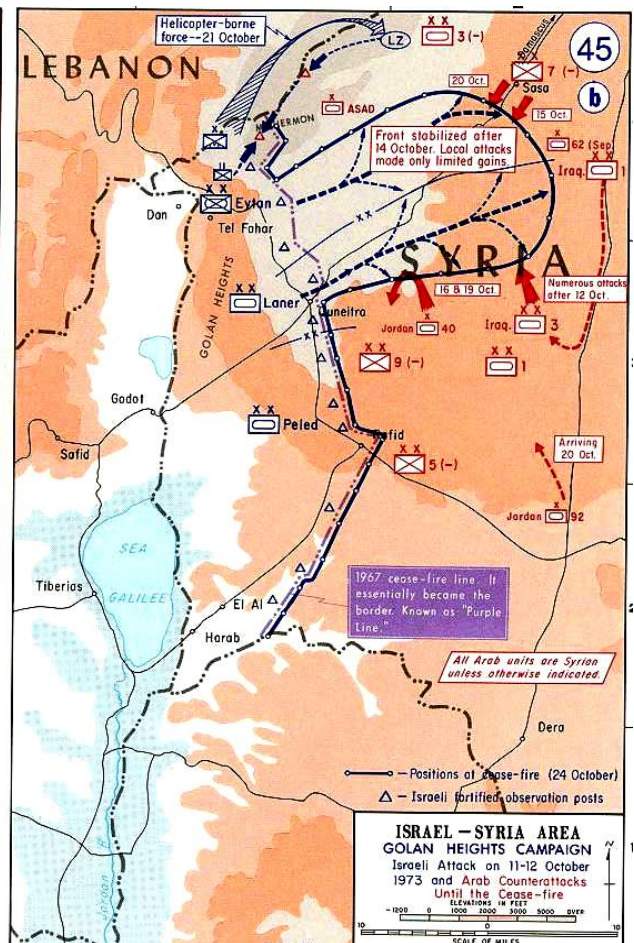 Helicopter-borne
force--21 October
LZ
X X
3 (-)
Damascus
45
b
LEBANON
X X
7 (-)
Sasa
20 Oct.
15 Oct.
ASAD
HERMON
Front stabilized after
14 October. Local attacks
made only limited gains.
62 (Sep)
X X
Iraq. 1
X X
Eytan
Dan
Tel Fahar
XX
SYRIA
GOLAN HEIGHTS
X X
Laner
Quneitra
XX
16 & 19 Oct.
Numerous attacks
after 12 Oct.
Jordan 40
X X
Iraq. 3
X X
9 (-)
X X
1
Godot
X X
Peled
Rafid
Safid
X X
5 (-)
Arriving
20 Oct.
Jordan 92
SEA
GALILEE
Tiberias
1967 cease-fire line. It
essentially became the
border. Known as "Purple
Line."
El Al
Harab
All Arab units are Syrian
unless otherwise indicated.
Dera
Positions at cease-fire (24 October)
Israeli fortified observation posts
Jordan R
ISRAEL - SYRIA AREA
GOLAN HEIGHTS CAMPAIGN
Israeli Attack on 11-12 October
1973 and Arab Counterattacks
Until the Cease-fire
ELEVATIONS IN FEET
-1200 0 1000 2000 3000 5000 OVER
N
10 0 10
SCALE OF MILES